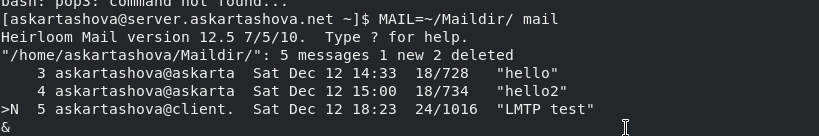 bash: pop3: command not found...
[askartashova@server.askartashova.net ~]$ MAIL=~/Maildir/ mail
Heirloom Mail version 12.5 7/5/10.  Type ? for help.
"/home/askartashova/Maildir/": 5 messages 1 new 2 deleted
    3 askartashova@askarta  Sat Dec 12 14:33  18/728   "hello"
    4 askartashova@askarta  Sat Dec 12 15:00  18/734   "hello2"
>N  5 askartashova@client.  Sat Dec 12 18:23  24/1016  "LMTP test"
&